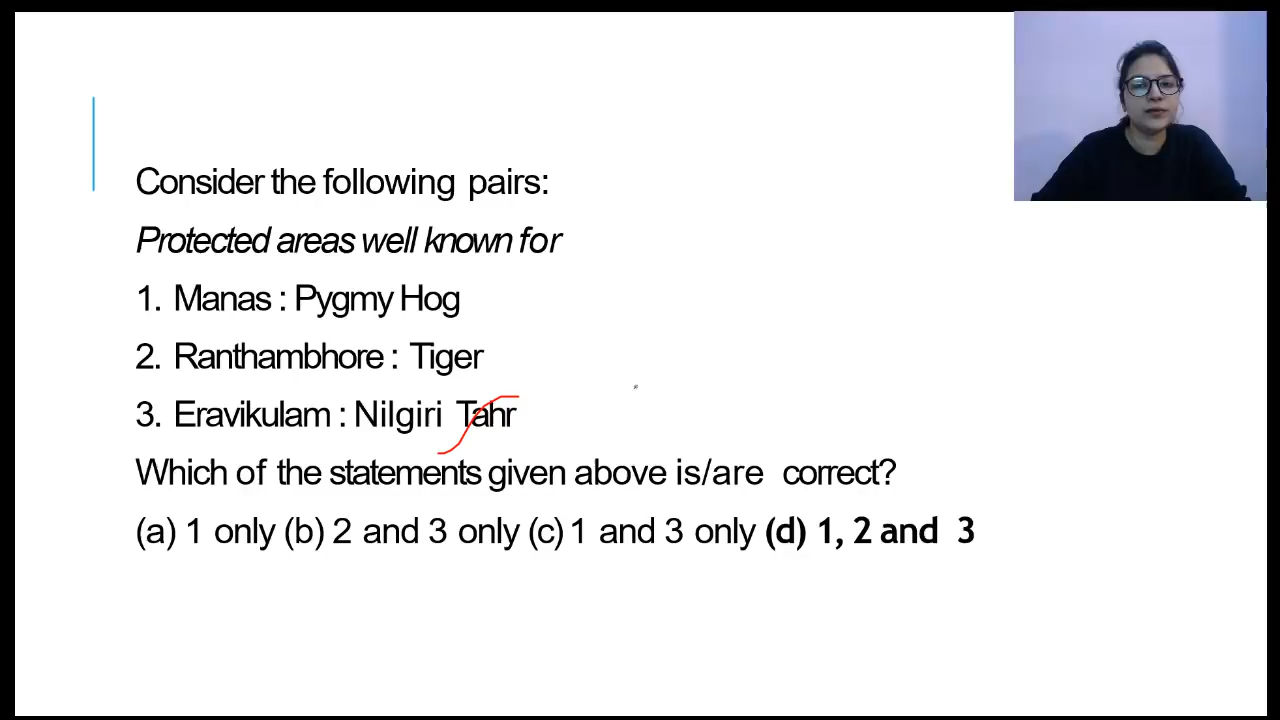 Consider the following pairs:
Protected areas well known for
1. Manas : Pygmy Hog
2. Ranthambhore : Tiger
3. Eravikulam : Nilgiri Tahr
Which of the statements given above is/are correct?
(a) 1 only (b) 2 and 3 only (c) 1 and 3 only (d) 1, 2 and 3